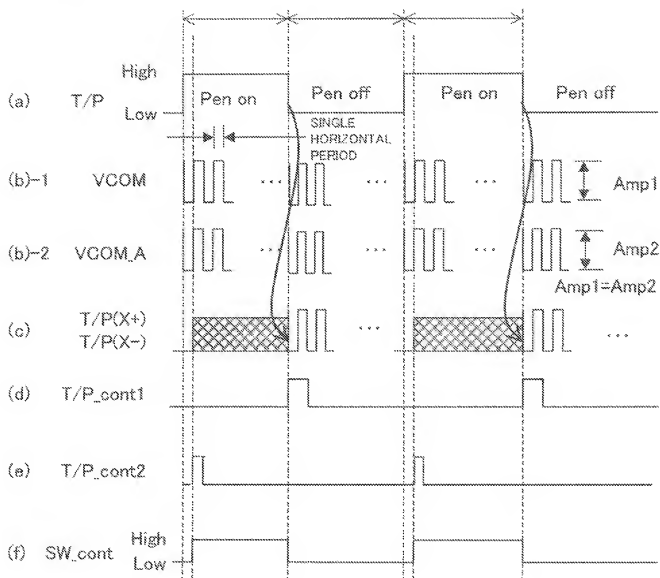 High
(a) T/P Pen on Pen off Pen on Pen off
Low
SINGLE
HORIZONTAL
PERIOD
(b)-1 VCOM ... ... ... ... Amp1
(b)-2 VCOM_A ... ... ... ... Amp2
Amp1=Amp2
(c) T/P(X+)
T/P(X-) ... ...
(d) T/P_cont1
(e) T/P_cont2
(f) SW_cont High
Low